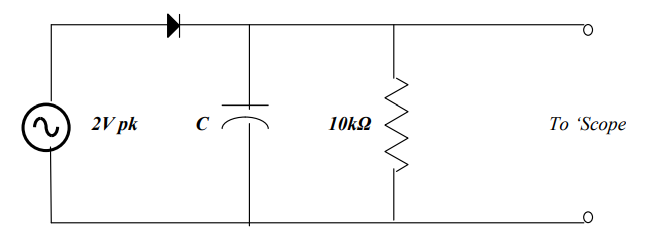 2V pk
C
10kΩ
To ‘Scope